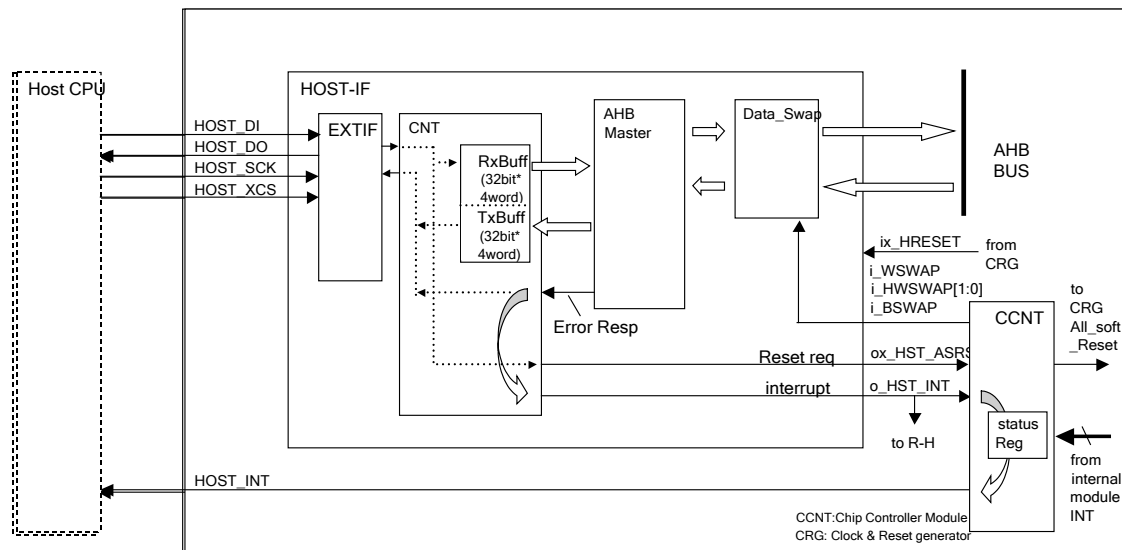 Host CPU
HOST_DI
HOST_DO
HOST_SCK
HOST_XCS
HOST-IF
EXTIF
CNT
RxBuff
(32bit*
4word)
TxBuff
(32bit*
4word)
AHB
Master
Data_Swap
AHB
BUS
ix_HRESET
from
CRG
i_WSWAP
i_HWSWAP[1:0]
i_BSWAP
Error Resp
CCNT
to
CRG
All_soft
_Reset
Reset req
ox_HST_ASRS
interrupt
o_HST_INT
to R-H
status
Reg
from
internal
module
INT
HOST_INT
CCNT:Chip Controller Module
CRG: Clock & Reset generator